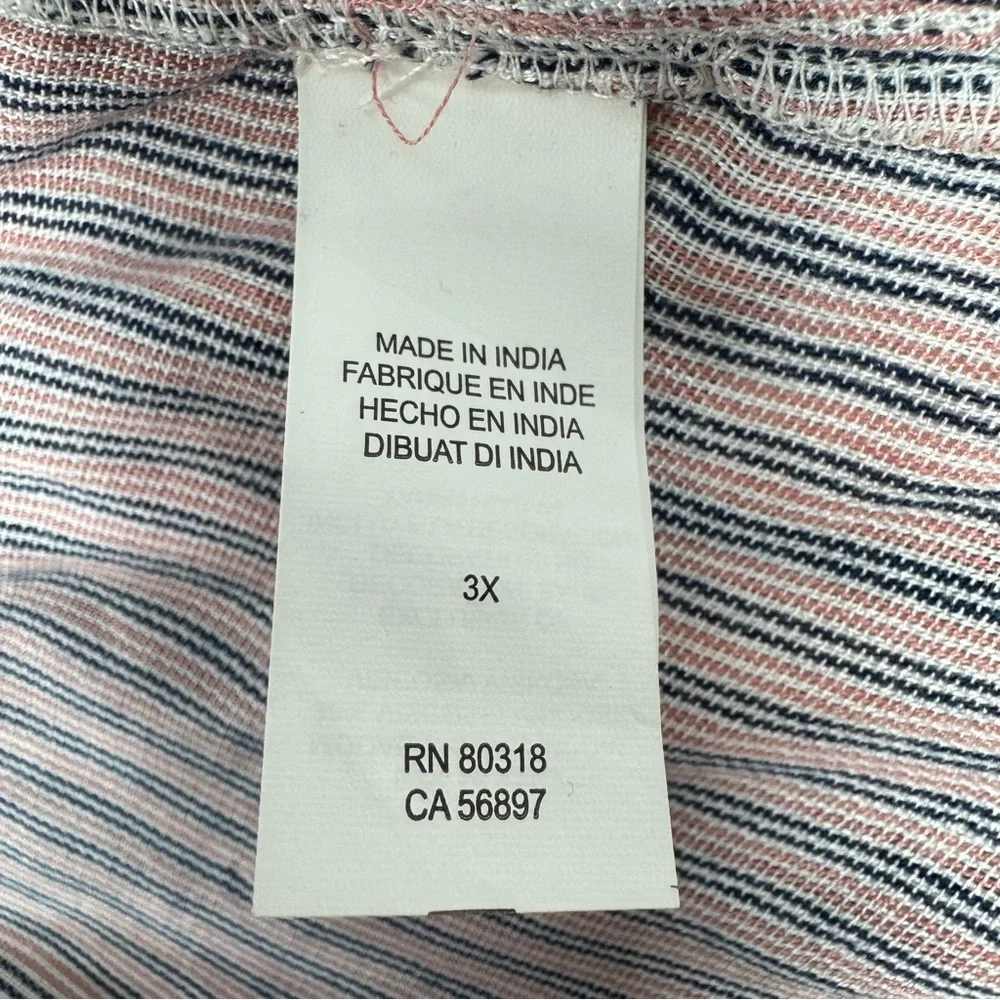 MADE IN INDIA
FABRIQUE EN INDE
HECHO EN INDIA
DIBUAT DI INDIA
3X
RN 80318
CA 56897